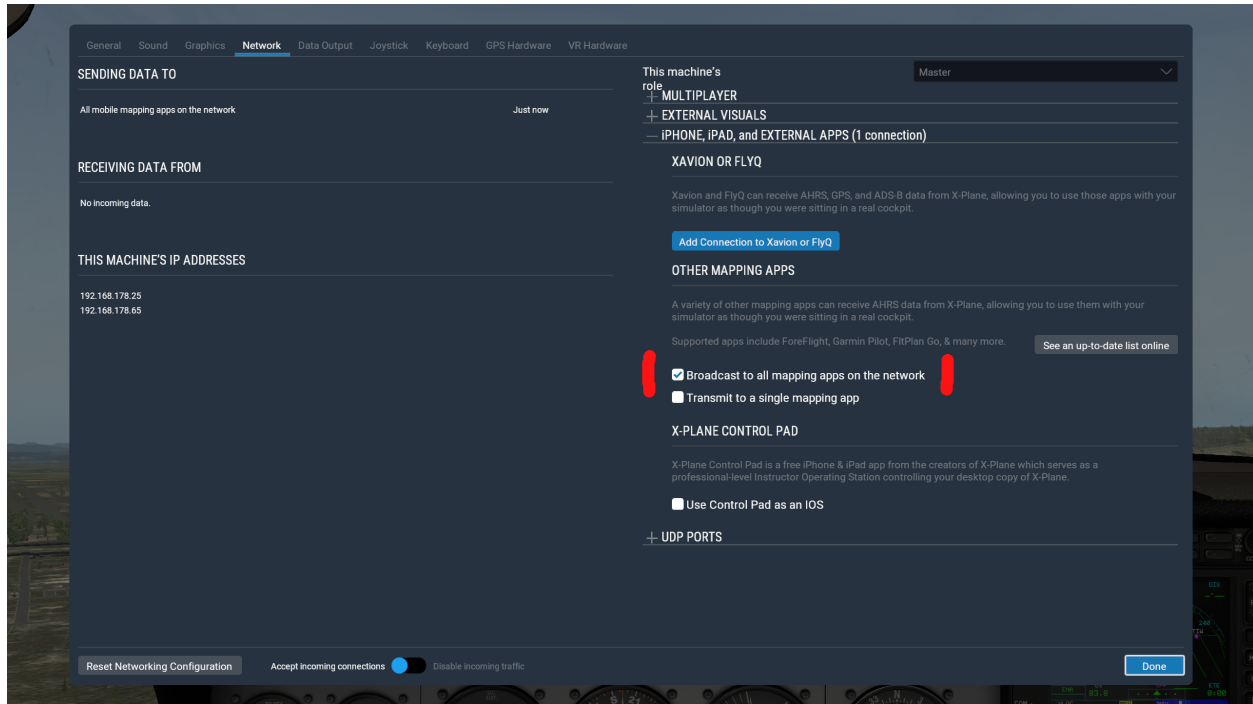 General Sound Graphics Network Data Output Joystick Keyboard GPS Hardware VR Hardware
SENDING DATA TO
All mobile mapping apps on the network Just now
RECEIVING DATA FROM
No incoming data.
THIS MACHINE'S IP ADDRESSES
192.168.178.25
192.168.178.65
This machine's
role
Master
MULTIPLAYER
EXTERNAL VISUALS
iPHONE, iPAD, and EXTERNAL APPS (1 connection)
XAVION OR FLYQ
Xavion and FlyQ can receive AHRS, GPS, and ADS-B data from X-Plane, allowing you to use those apps with your
simulator as though you were sitting in a real cockpit.
Add Connection to Xavion or FlyQ
OTHER MAPPING APPS
A variety of other mapping apps can receive AHRS data from X-Plane, allowing you to use them with your
simulator as though you were sitting in a real cockpit.
Supported apps include ForeFlight, Garmin Pilot, FltPlan Go, & many more.
See an up-to-date list online
Broadcast to all mapping apps on the network
Transmit to a single mapping app
X-PLANE CONTROL PAD
X-Plane Control Pad is a free iPhone & iPad app from the creators of X-Plane which serves as a
professional-level Instructor Operating Station controlling your desktop copy of X-Plane.
Use Control Pad as an IOS
UDP PORTS
Reset Networking Configuration Accept incoming connections Disable incoming traffic
Done
DIS
ENR
83.0
ETE
0:00